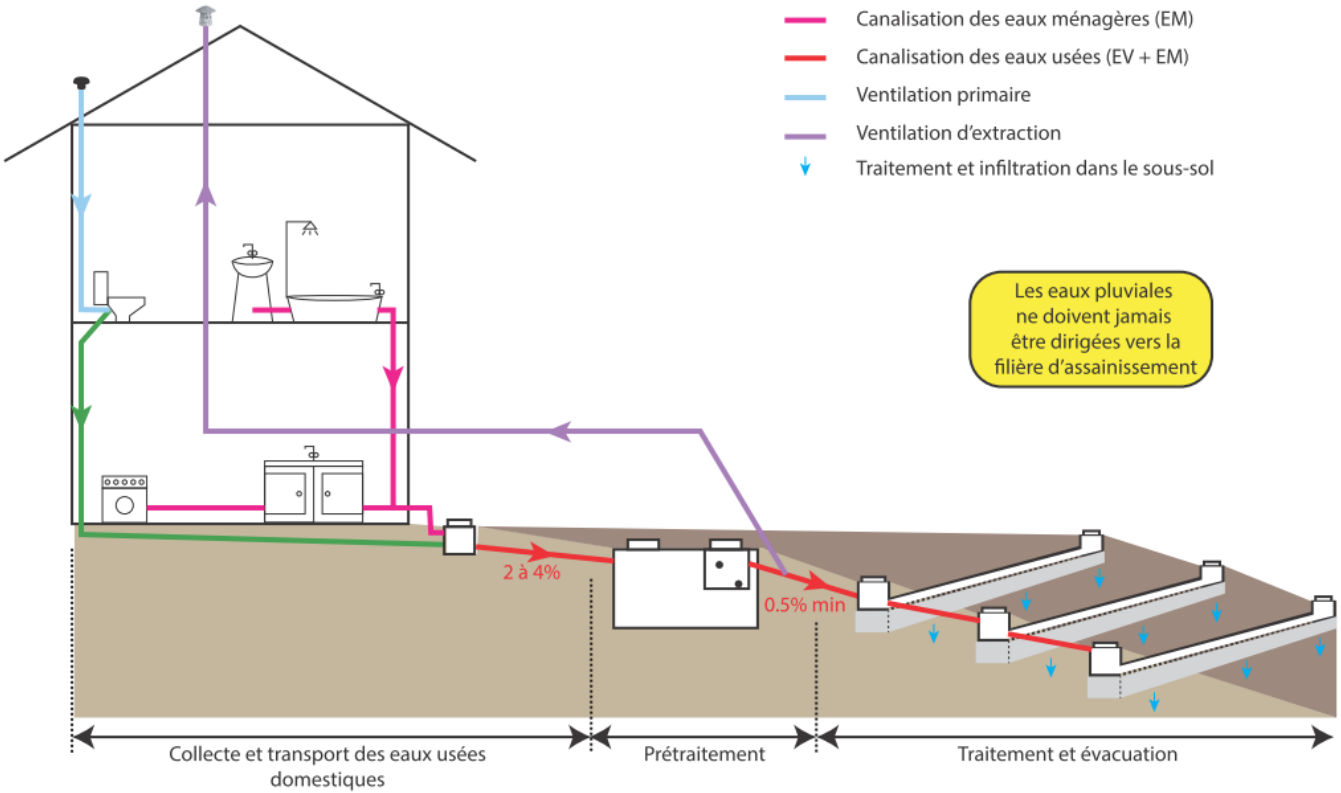 Canalisation des eaux ménagères (EM)
Canalisation des eaux usées (EV + EM)
Ventilation primaire
Ventilation d'extraction
Traitement et infiltration dans le sous-sol
Les eaux pluviales
ne doivent jamais
être dirigées vers la
filière d'assainissement
2 à 4%
0.5% min
Collecte et transport des eaux usées
domestiques
Prétraitement
Traitement et évacuation